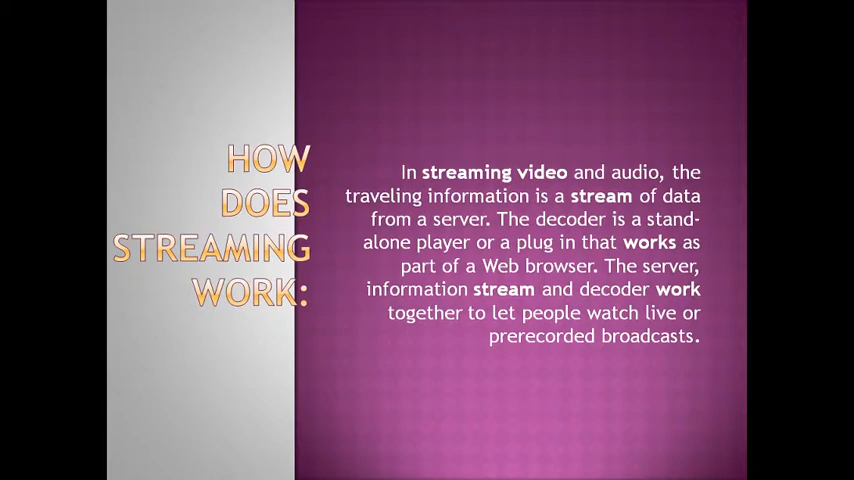 HOW
DOES
STREAMING
WORK:
In streaming video and audio, the
traveling information is a stream of data
from a server. The decoder is a stand-
alone player or a plug in that works as
part of a Web browser. The server,
information stream and decoder work
together to let people watch live or
prerecorded broadcasts.